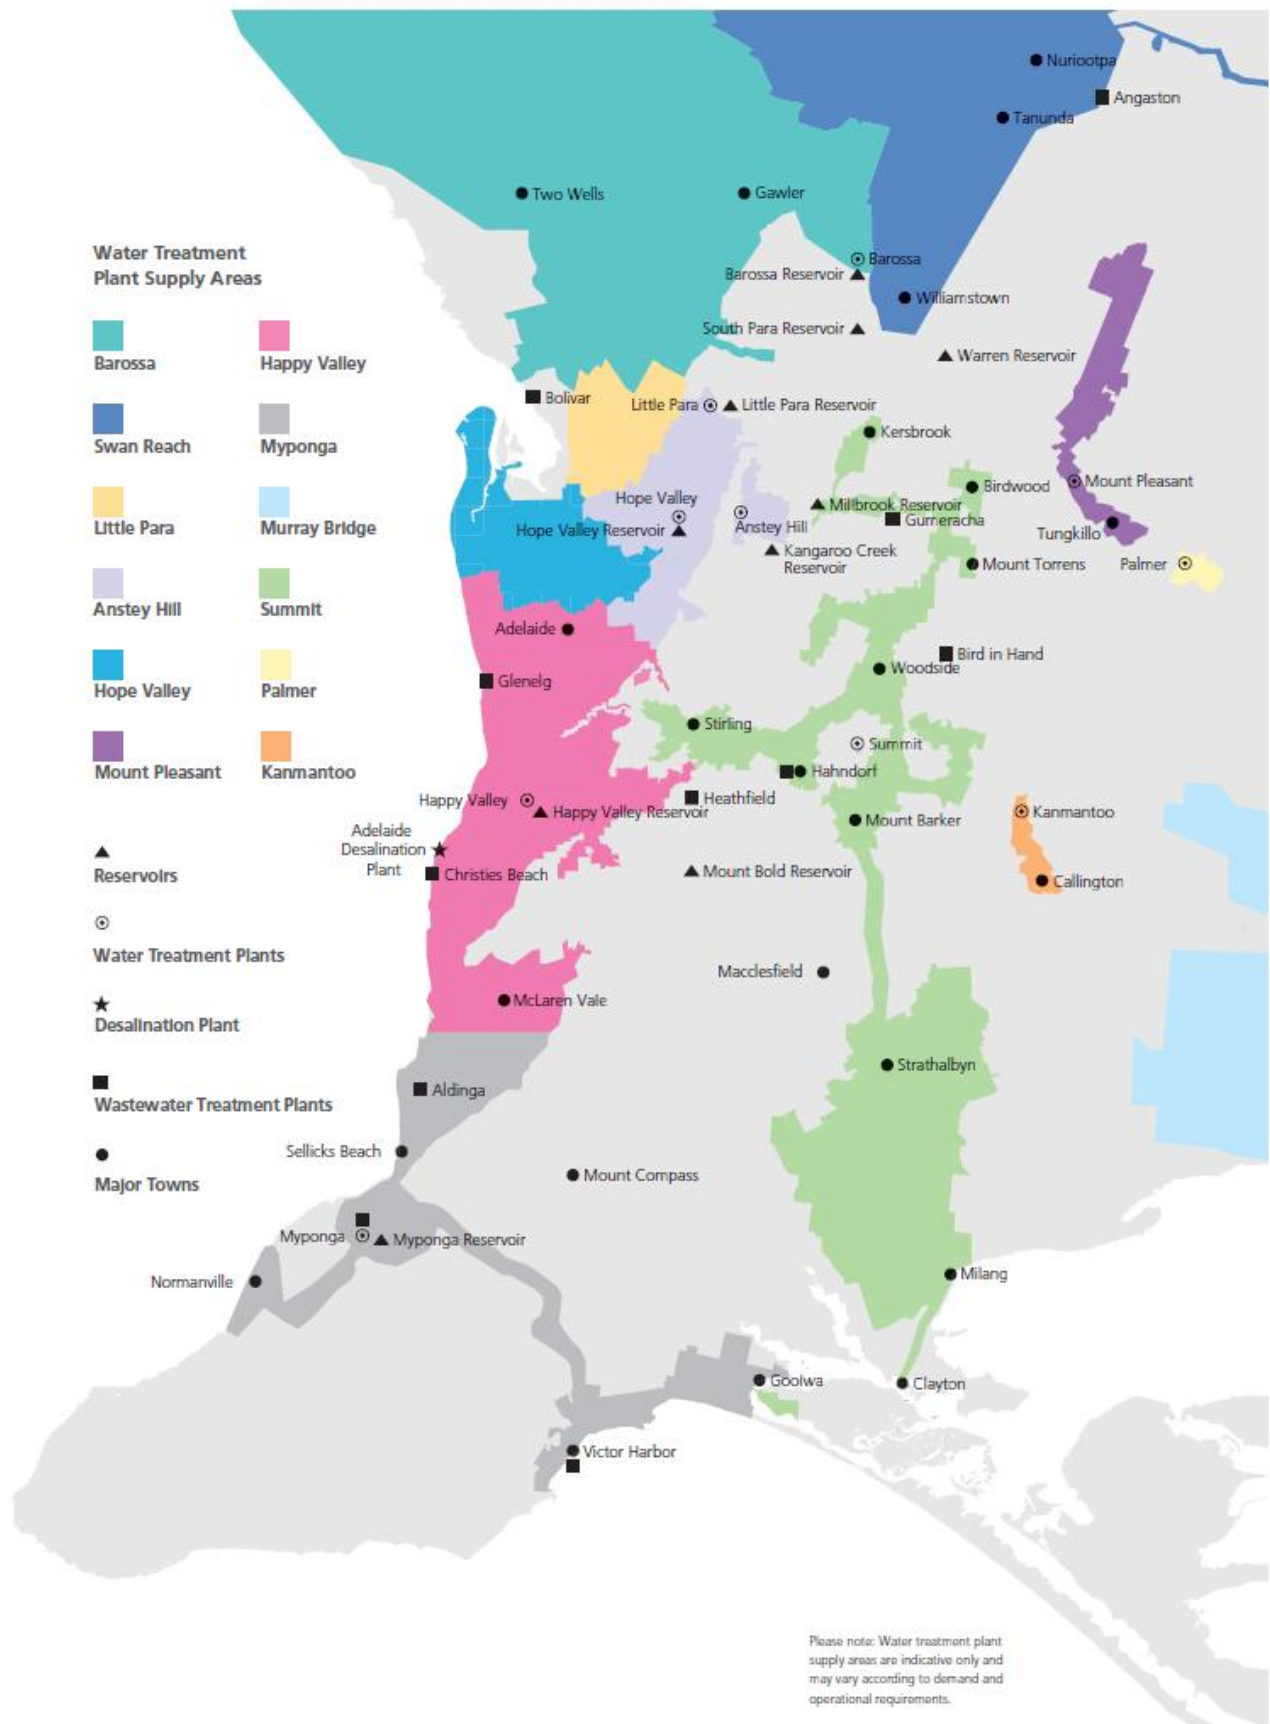 Nuriootpa
Angaston
Tanunda
Two Wells
Gawler
Water Treatment
Plant Supply Areas
Barossa
Barossa Reservoir
Williamstown
South Para Reservoir
Warren Reservoir
Barossa
Happy Valley
Swan Reach
Myponga
Little Para
Murray Bridge
Anstey Hill
Summit
Hope Valley
Palmer
Mount Pleasant
Kanmantoo
Reservoirs
Water Treatment Plants
Desalination Plant
Wastewater Treatment Plants
Major Towns
Bolivar
Little Para
Little Para Reservoir
Kersbrook
Birdwood
Mount Pleasant
Hope Valley
Millbrook Reservoir
Gumeracha
Anstey Hill
Hope Valley Reservoir
Tungkillo
Kangaroo Creek
Reservoir
Mount Torrens
Palmer
Adelaide
Bird in Hand
Woodside
Glenelg
Stirling
Summit
Hahndorf
Happy Valley
Heathfield
Happy Valley Reservoir
Kanmantoo
Mount Barker
Adelaide
Desalination
Plant
Christies Beach
Mount Bold Reservoir
Callington
Macclesfield
McLaren Vale
Strathalbyn
Aldinga
Sellicks Beach
Mount Compass
Myponga
Myponga Reservoir
Normanville
Milang
Goolwa
Clayton
Victor Harbor
Please note: Water treatment plant
supply areas are indicative only and
may vary according to demand and
operational requirements.